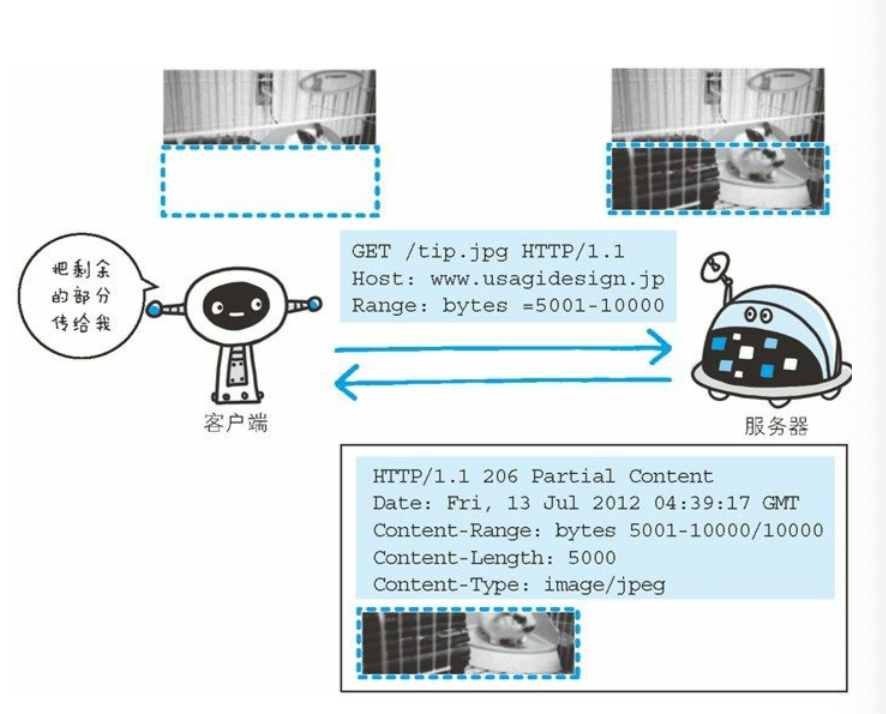 把剩余
的部分
传给我
GET /tip.jpg HTTP/1.1
Host: www.usagidesign.jp
Range: bytes =5001-10000
客户端
服务器
HTTP/1.1 206 Partial Content
Date: Fri, 13 Jul 2012 04:39:17 GMT
Content-Range: bytes 5001-10000/10000
Content-Length: 5000
Content-Type: image/jpeg